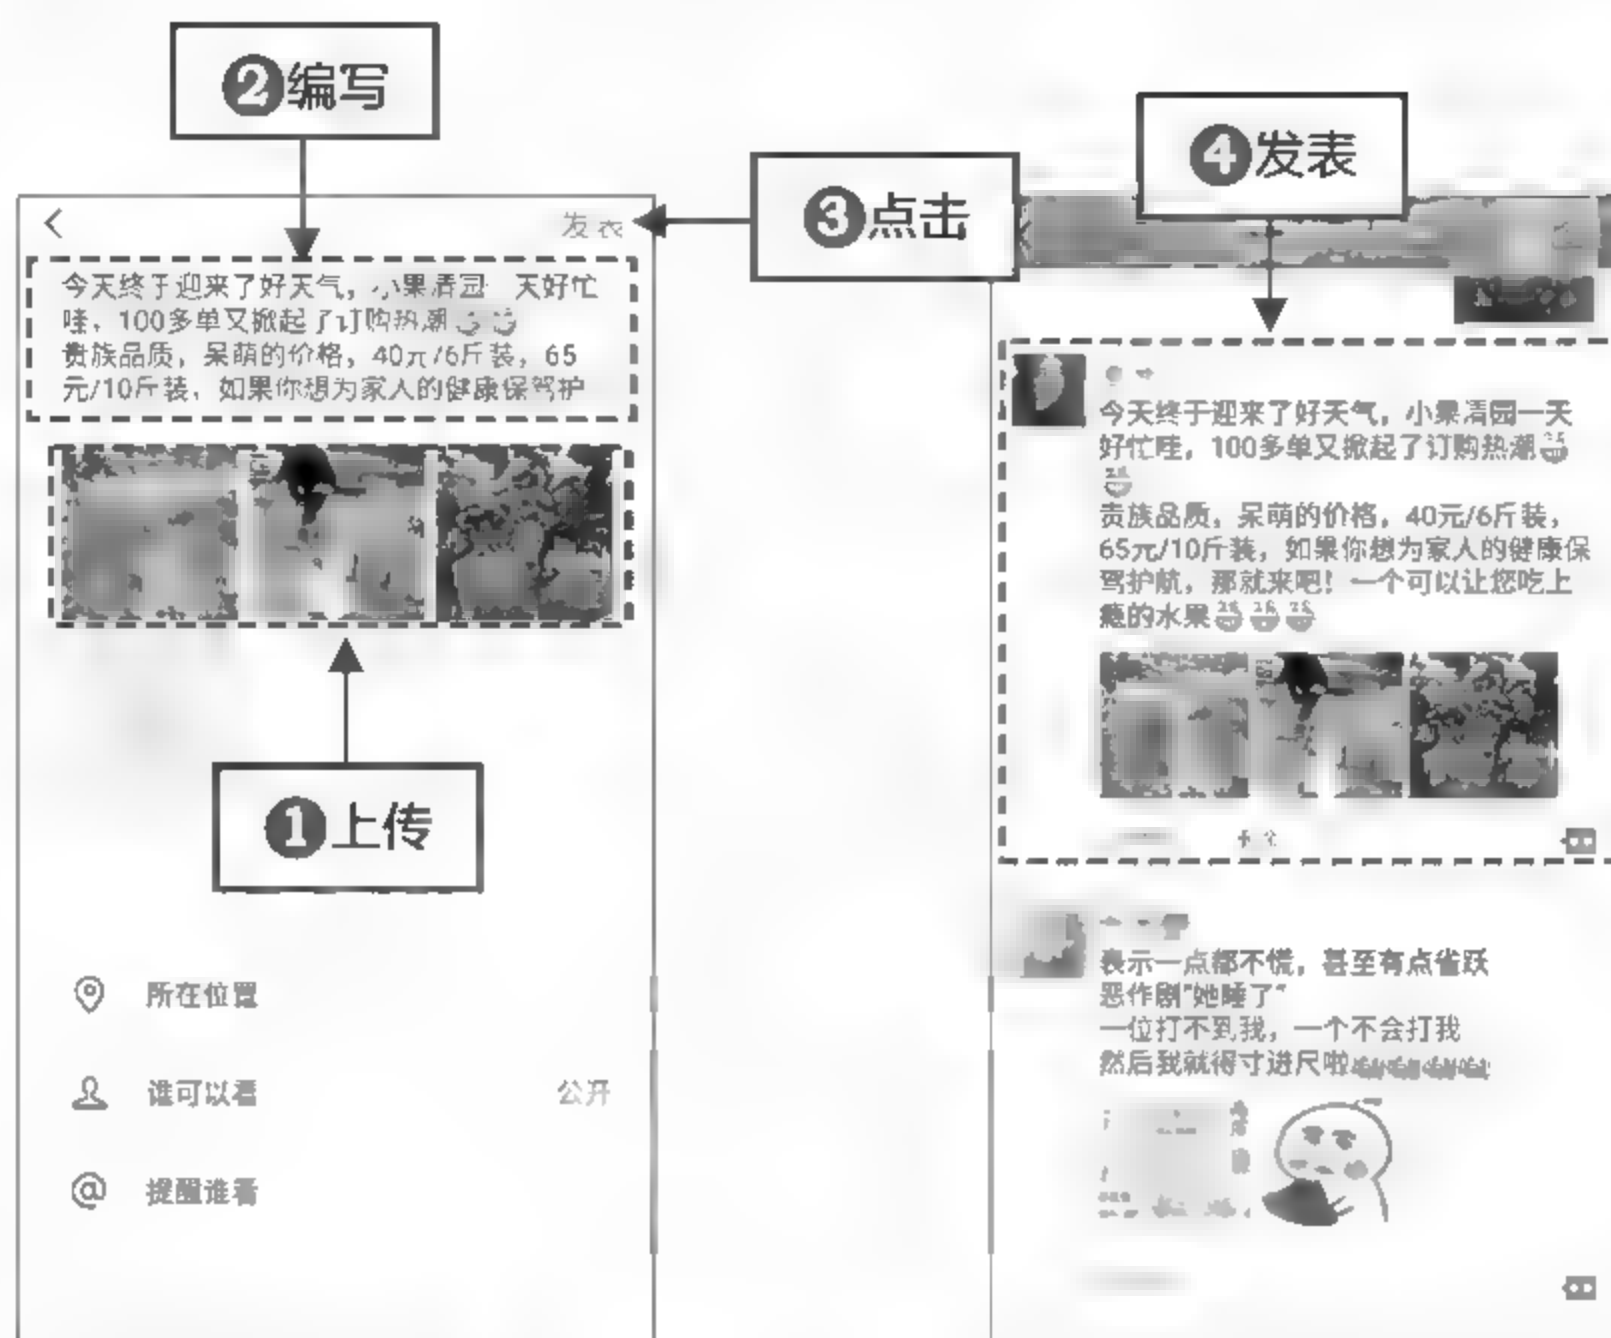 ❷编写
❹发表
❸点击
发表
今天终于迎来了好天气，小果清园一天好忙
哇，100多单又掀起了订购热潮
贵族品质，呆萌的价格，40元/6斤装，65
元/10斤装，如果你想为家人的健康保驾护
❶上传
所在位置
谁可以看 公开
提醒谁看
今天终于迎来了好天气，小果清园一天
好忙哇，100多单又掀起了订购热潮
贵族品质，呆萌的价格，40元/6斤装，
65元/10斤装，如果你想为家人的健康保
驾护航，那就来吧！一个可以让您吃上
瘾的水果
表示一点都不慌，甚至有点雀跃
恶作剧"她睡了"
一位打不到我，一个不会打我
然后我就得寸进尺啦